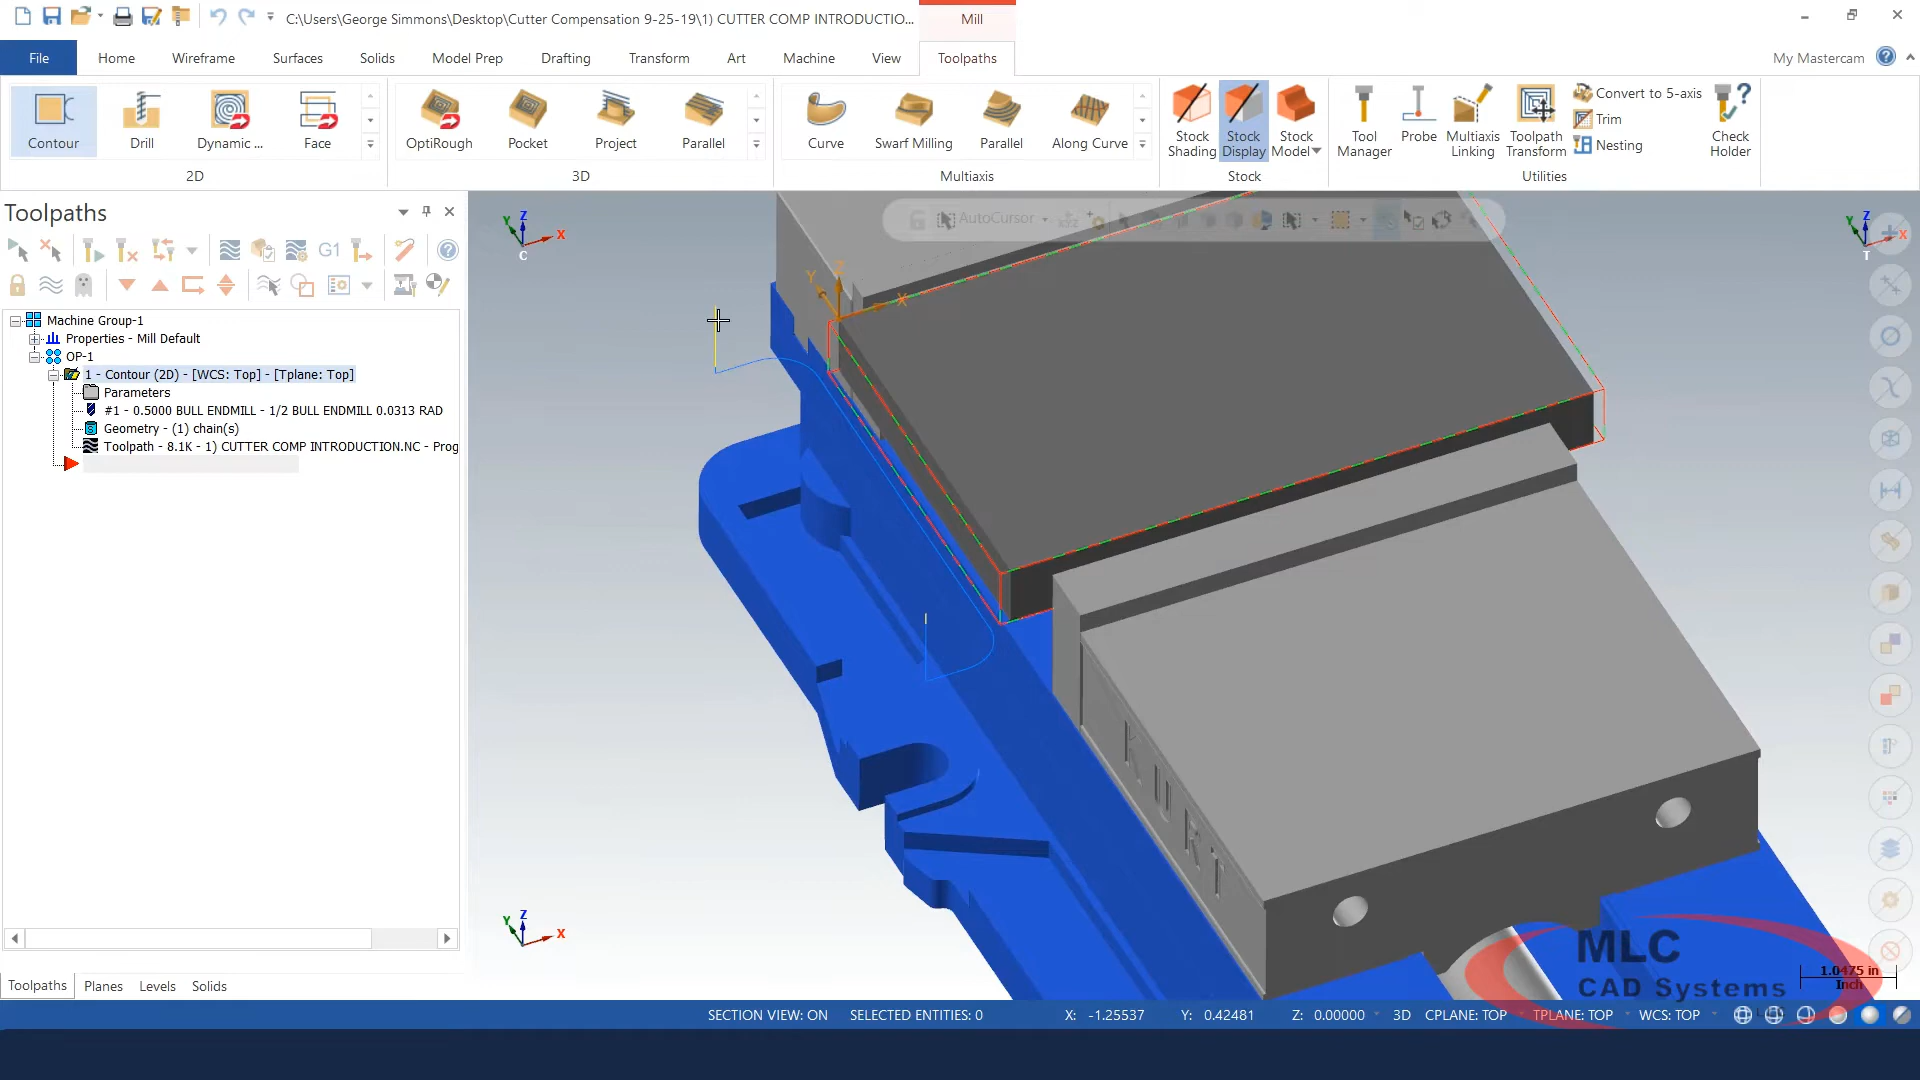 C:\Users\George Simmons\Desktop\Cutter Compensation 9-25-19\1) CUTTER COMP INTRODUCTIO...
Mill
File
Home
Wireframe
Surfaces
Solids
Model Prep
Drafting
Transform
Art
Machine
View
Toolpaths
My Mastercam
Contour
Drill
Dynamic ...
Face
OptiRough
Pocket
Project
Parallel
Curve
Swarf Milling
Parallel
Along Curve
Stock
Shading
Stock
Display
Stock
Model
Tool
Manager
Probe
Multiaxis
Linking
Toolpath
Transform
Convert to 5-axis
Trim
Nesting
Check
Holder
2D
3D
Multiaxis
Stock
Utilities
Toolpaths
G1
Machine Group-1
Properties - Mill Default
OP-1
1 - Contour (2D) - [WCS: Top] - [Tplane: Top]
Parameters
#1 - 0.5000 BULL ENDMILL - 1/2 BULL ENDMILL 0.0313 RAD
Geometry - (1) chain(s)
Toolpath - 8.1K - 1) CUTTER COMP INTRODUCTION.NC - Prog
Toolpaths
Planes
Levels
Solids
Z
Y
X
C
AutoCursor
Z
Y
X
T
Z
Y
X
KURT
Z
Y
X
MLC
CAD Systems
1.0475 in
Inch
SECTION VIEW: ON
SELECTED ENTITIES: 0
X: -1.25537
Y: 0.42481
Z: 0.00000
3D
CPLANE: TOP
TPLANE: TOP
WCS: TOP